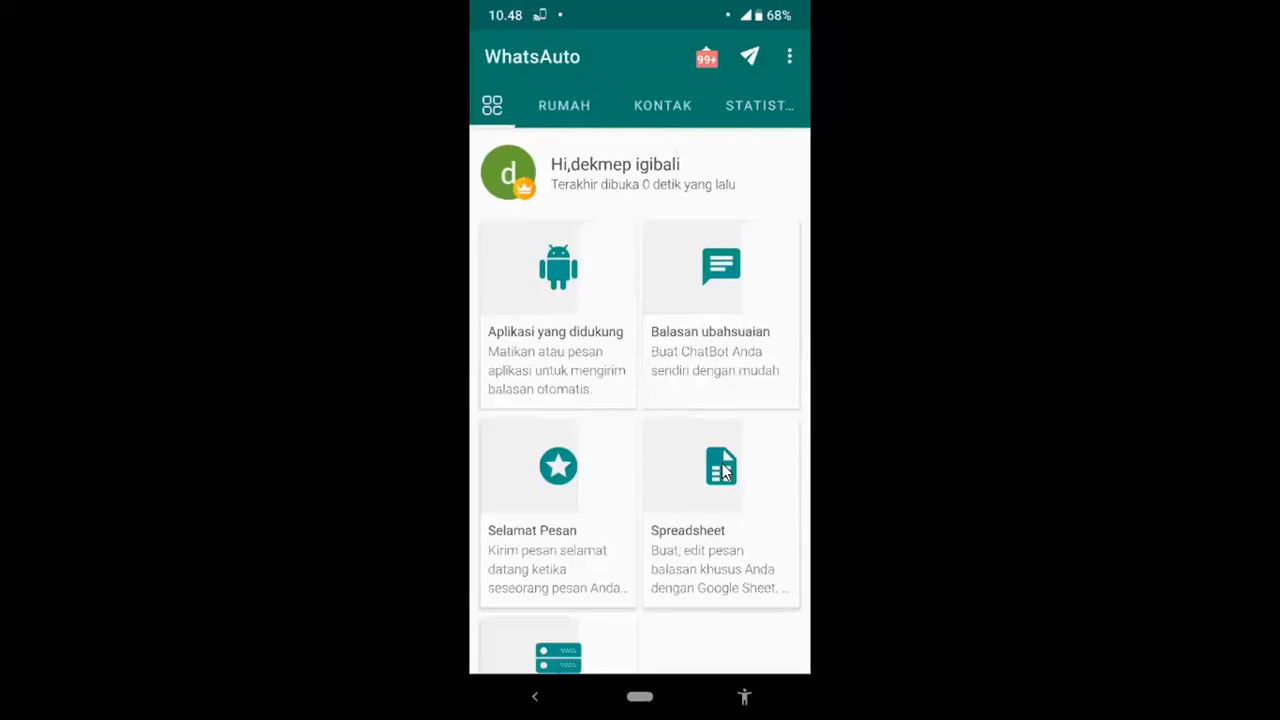 10.48
68%
WhatsAuto
99+
RUMAH
KONTAK
STATIST...
d
Hi,dekmep igibali
Terakhir dibuka 0 detik yang lalu
Aplikasi yang didukung
Matikan atau pesan
aplikasi untuk mengirim
balasan otomatis.
Balasan ubahsuaian
Buat ChatBot Anda
sendiri dengan mudah.
Selamat Pesan
Kirim pesan selamat
datang ketika
seseorang pesan Anda...
Spreadsheet
Buat, edit pesan
balasan khusus Anda
dengan Google Sheet. ...